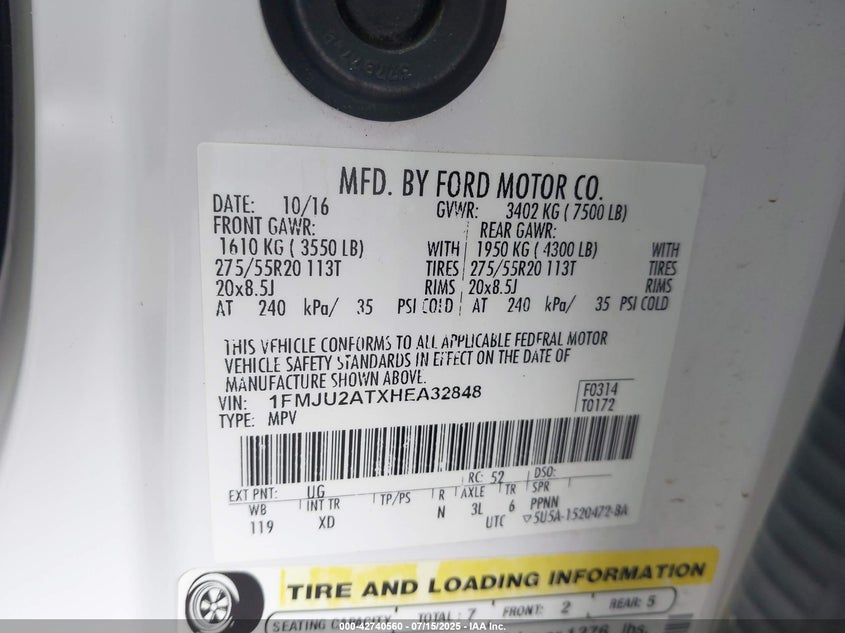 MFD. BY FORD MOTOR CO.
DATE: 10/16 GVWR: 3402 KG ( 7500 LB)
FRONT GAWR: REAR GAWR:
1610 KG ( 3550 LB) WITH 1950 KG ( 4300 LB) WITH
275/55R20 113T TIRES 275/55R20 113T TIRES
20x8.5J RIMS 20x8.5J RIMS
AT 240 kPa/ 35 PSI COLD AT 240 kPa/ 35 PSI COLD
THIS VEHICLE CONFORMS TO ALL APPLICABLE FEDERAL MOTOR
VEHICLE SAFETY STANDARDS IN EFFECT ON THE DATE OF
MANUFACTURE SHOWN ABOVE.
VIN: 1FMJU2ATXHEA32848 F0314
TYPE: MPV T0172
RC: 52 DSO:
EXT PNT: UG
WB INT TR TP/PS R AXLE TR SPR
119 XD N 3L 6 PPNN
UTC ▽5U5A-1520472-BA
TIRE AND LOADING INFORMATION
SEATING CAPACITY TOTAL: 7 FRONT: 2 REAR: 5
lbs.
000-42740560 - 07/15/2025 - IAA Inc.